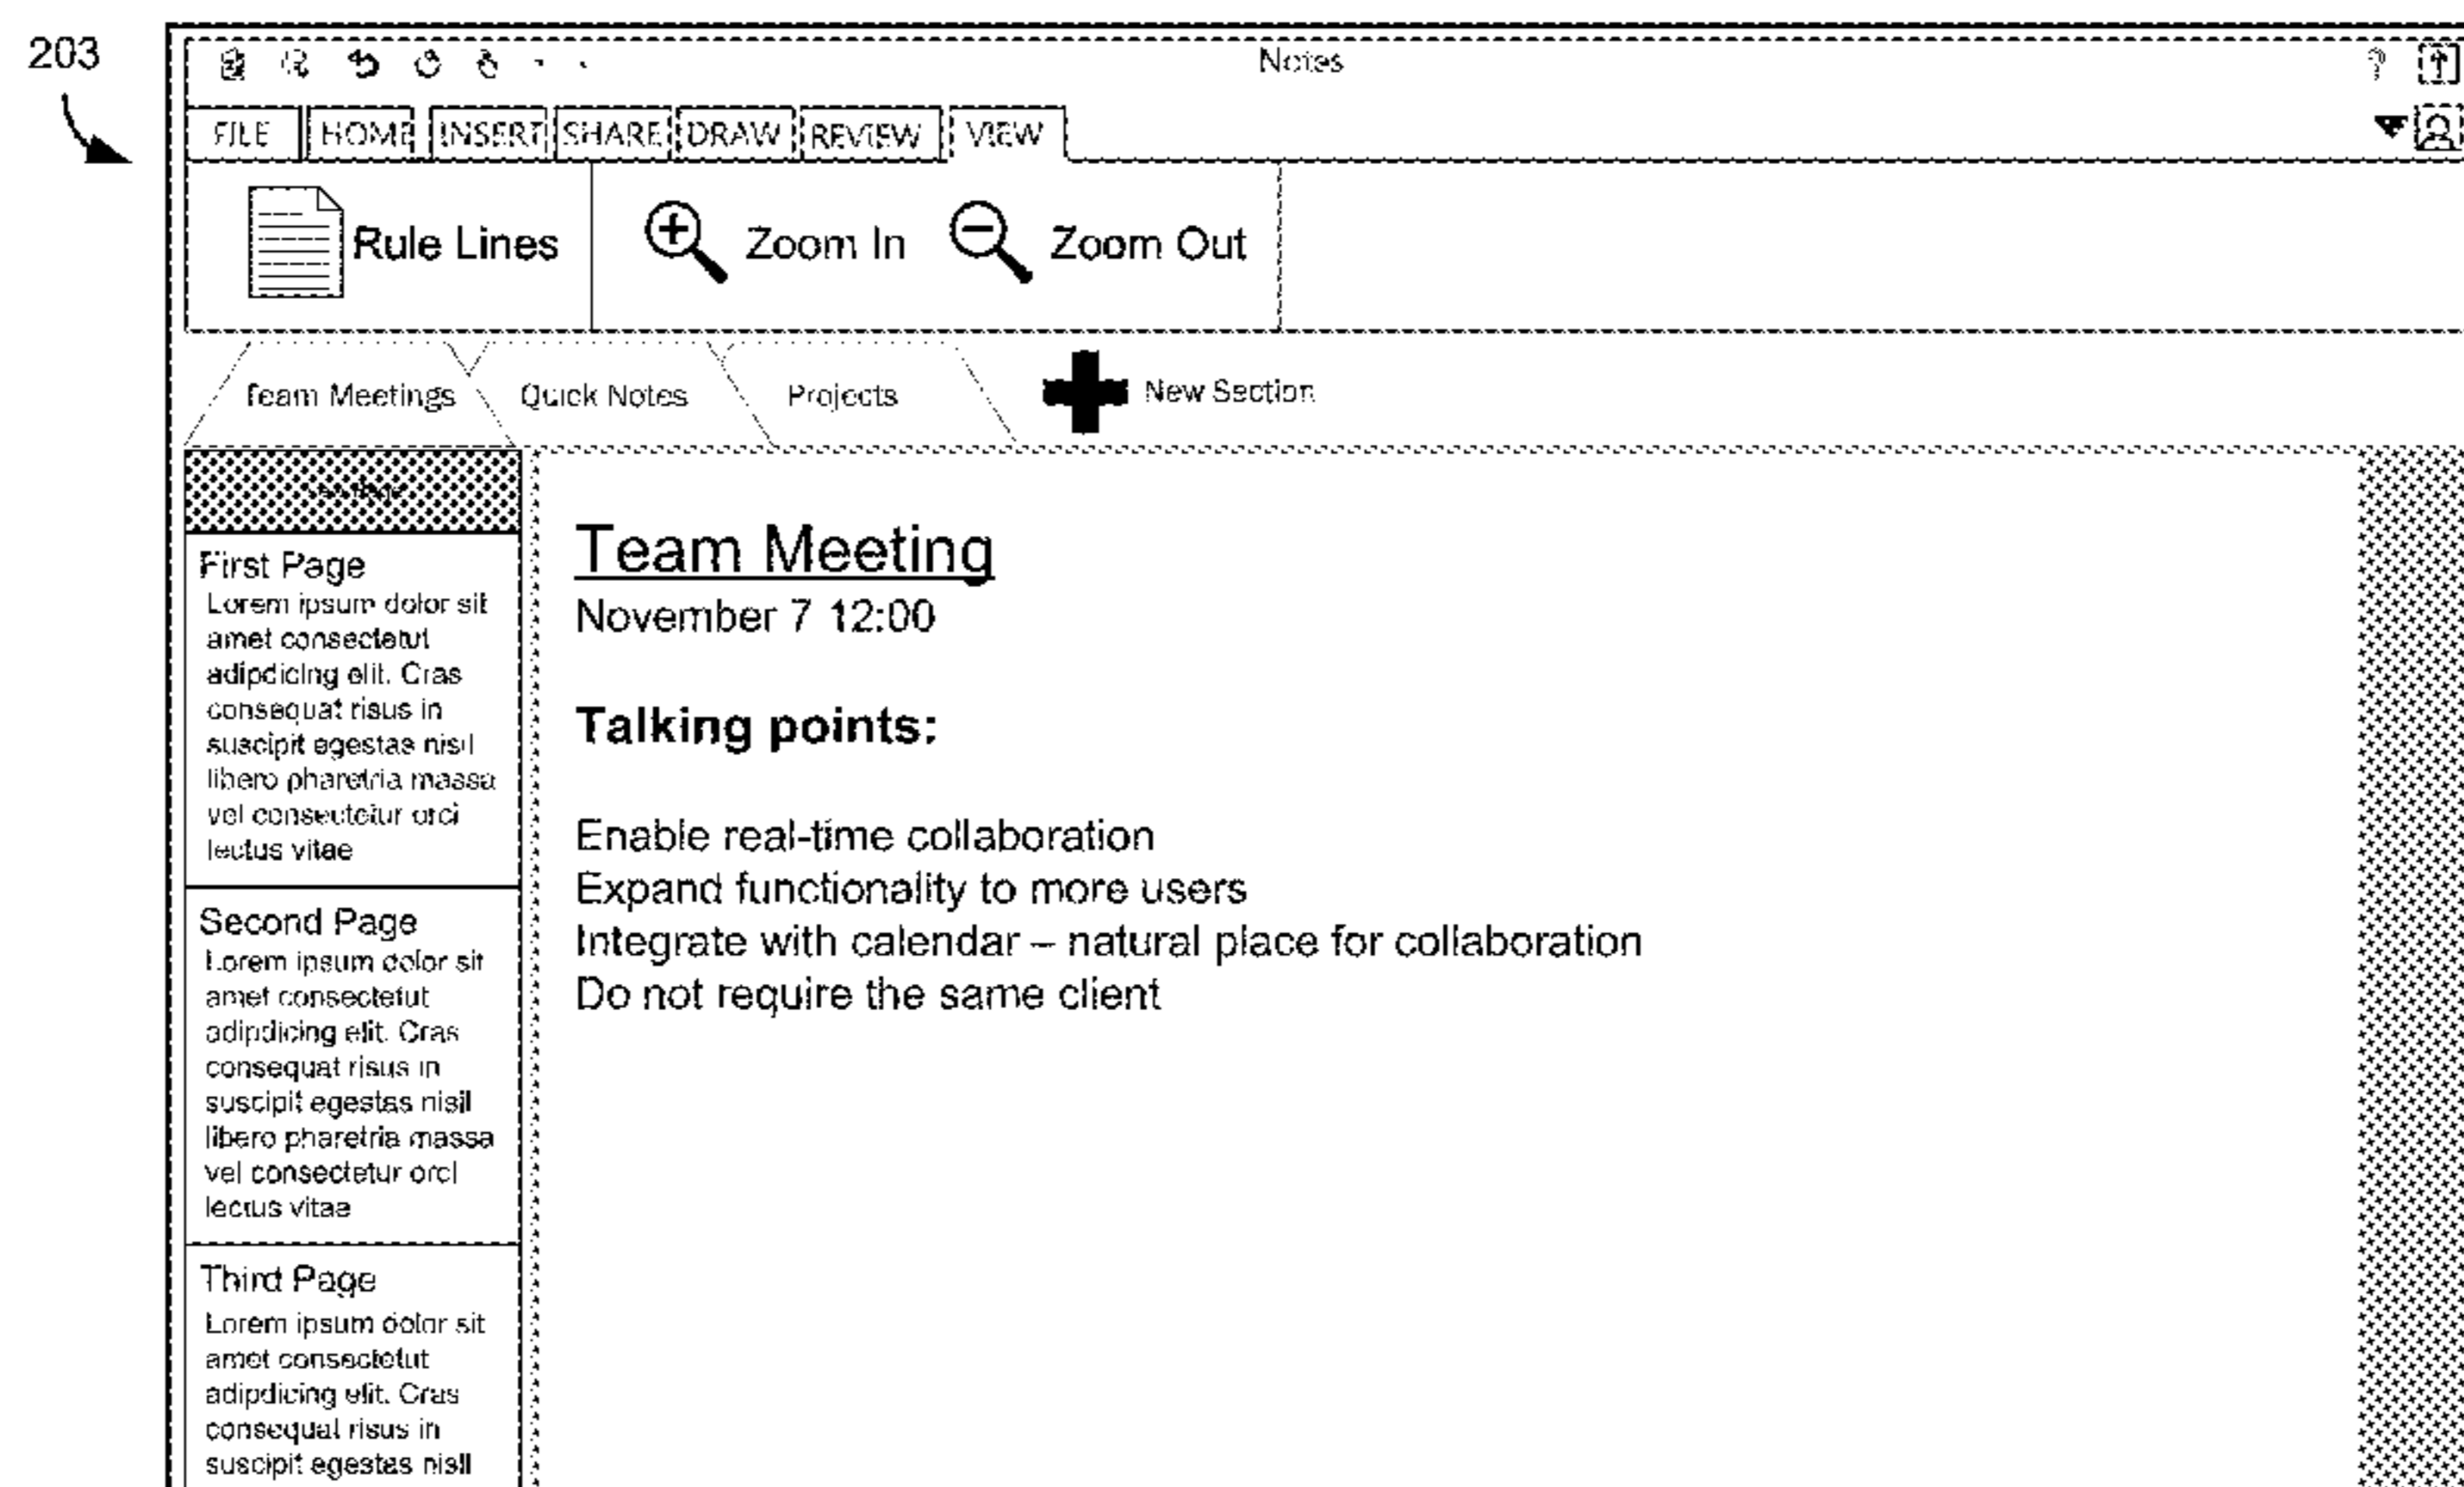 203
Notes
FILE HOME INSERT SHARE DRAW REVIEW VIEW
Rule Lines Zoom In Zoom Out
Team Meetings Quick Notes Projects New Section
First Page
Lorem ipsum dolor sit
amet consectetut
adipdicing elit. Cras
consequat risus in
suscipit egestas nisil
libero pharetria massa
vel consectetur orci
lectus vitae
Second Page
Lorem ipsum dolor sit
amet consectetut
adipdicing elit. Cras
consequat risus in
suscipit egestas nisil
libero pharetria massa
vel consectetur orci
lectus vitae
Third Page
Lorem ipsum dolor sit
amet consectetut
adipdicing elit. Cras
consequat risus in
suscipit egestas nisil
Team Meeting
November 7 12:00
Talking points:
Enable real-time collaboration
Expand functionality to more users
Integrate with calendar – natural place for collaboration
Do not require the same client